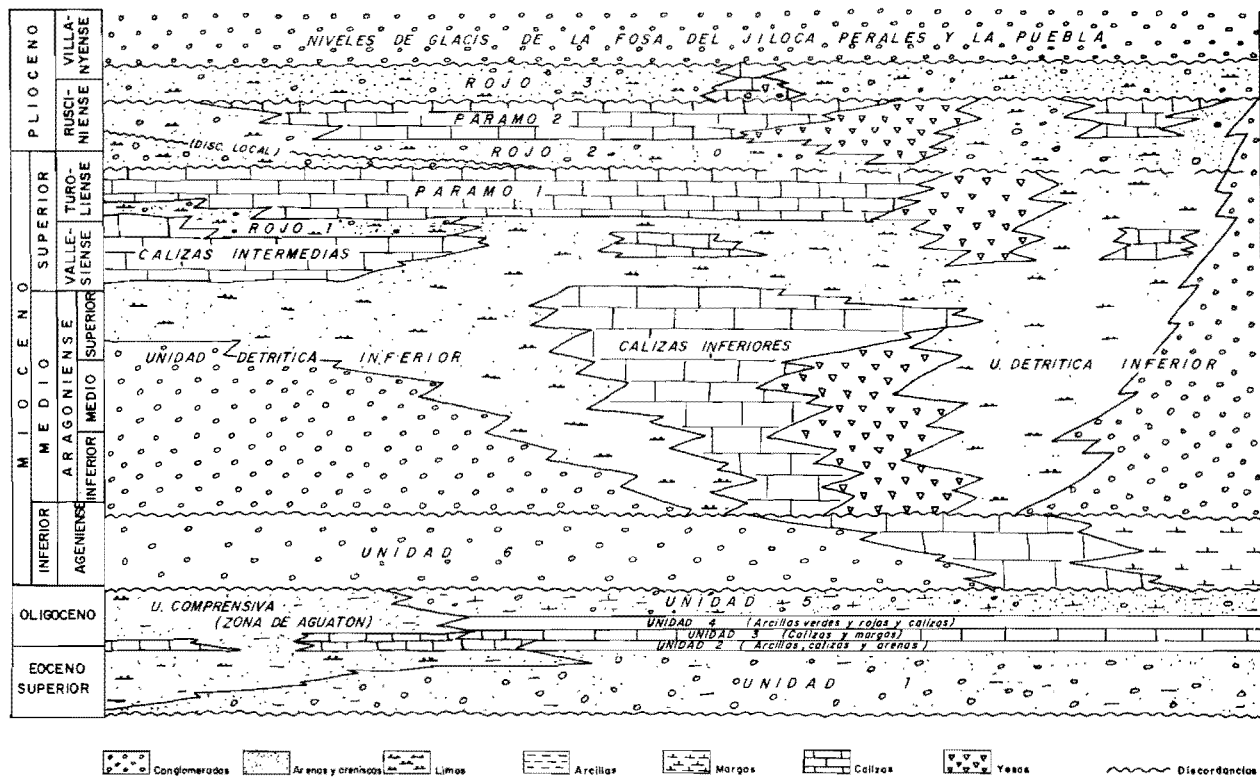 PLIOCENO
VILLA-
NYENSE
RUSCI-
NIENSE
MIOCENO
SUPERIOR
TURO-
LIENSE
VALLE-
SIENSE
MEDIO
ARAGONIENSE
SUPERIOR
MEDIO
INFERIOR
INFERIOR
AGENIENSE
OLIGOCENO
EOCENO
SUPERIOR
NIVELES DE GLACIS DE LA FOSA DEL JILOCA PERALES Y LA PUEBLA
ROJO 3
PARAMO 2
(DISC. LOCAL)
ROJO 2
PARAMO 1
ROJO 1
CALIZAS INTERMEDIAS
UNIDAD DETRITICA INFERIOR
CALIZAS INFERIORES
U. DETRITICA INFERIOR
UNIDAD 6
U. COMPRENSIVA
(ZONA DE AGUATON)
UNIDAD 5
UNIDAD 4 (Arcillas verdes y rojas y calizas)
UNIDAD 3 (Calizas y margas)
UNIDAD 2 (Arcillas, calizas y arenas)
UNIDAD 1
Conglomerados
Arenas y areniscas
Limos
Arcillas
Margas
Calizas
Yesos
Discordancias